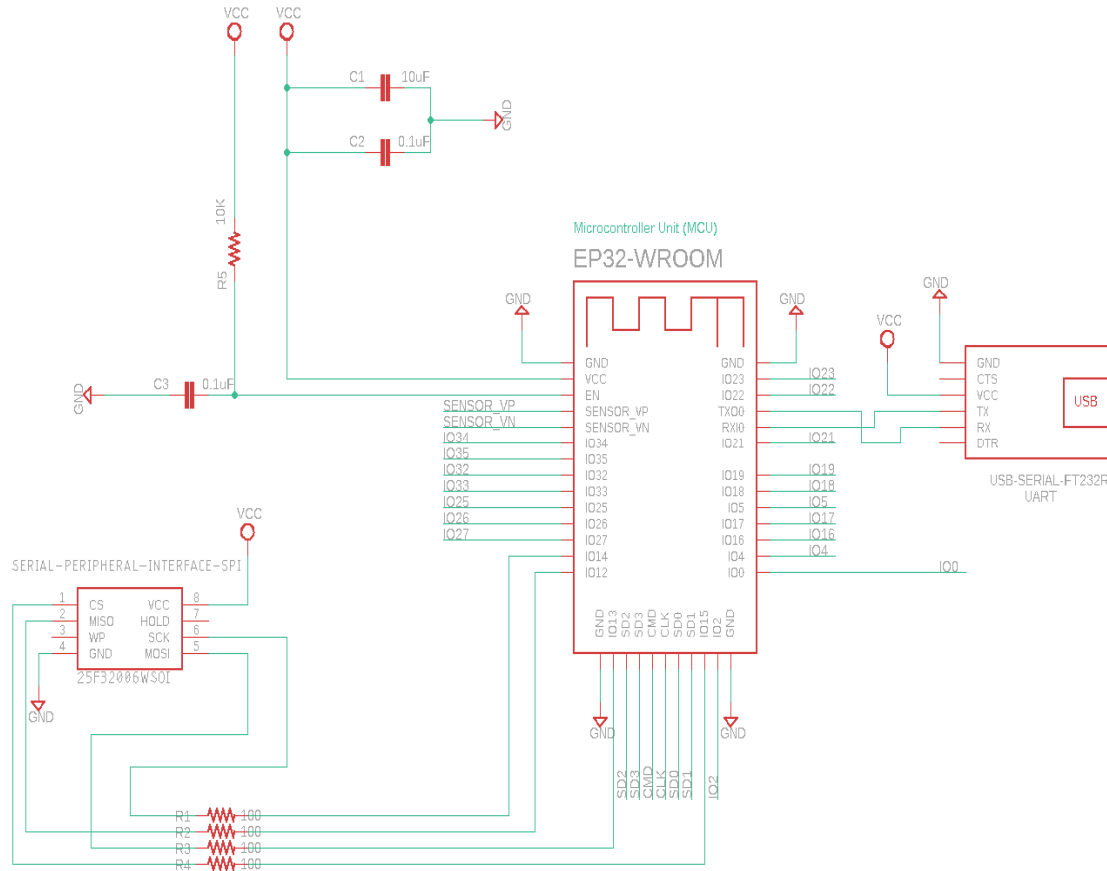 VCC
VCC
C1
10uF
GND
C2
0.1uF
10K
R5
Microcontroller Unit (MCU)
EP32-WROOM
GND
GND
GND
VCC
C3
0.1uF
GND
GND
VCC
EN
SENSOR_VP
SENSOR_VN
IO34
IO35
IO32
IO33
IO25
IO26
IO27
SENSOR_VP
SENSOR_VN
IO34
IO35
IO32
IO33
IO25
IO26
IO27
IO14
IO12
GND
IO23
IO22
TXO0
RXI0
IO21
IO19
IO18
IO5
IO17
IO16
IO4
IO0
IO23
IO22
IO21
IO19
IO18
IO5
IO17
IO16
IO4
IO0
GND
CTS
VCC
TX
RX
DTR
USB
USB-SERIAL-FT232R
UART
GND
IO13
SD2
SD3
CMD
CLK
SD0
SD1
IO15
IO2
GND
GND
GND
SD2
SD3
CMD
CLK
SD0
SD1
IO2
VCC
SERIAL-PERIPHERAL-INTERFACE-SPI
1 CS VCC 8
2 MISO HOLD 7
3 WP SCK 6
4 GND MOSI 5
25F32006WSOI
GND
R1 100
R2 100
R3 100
R4 100